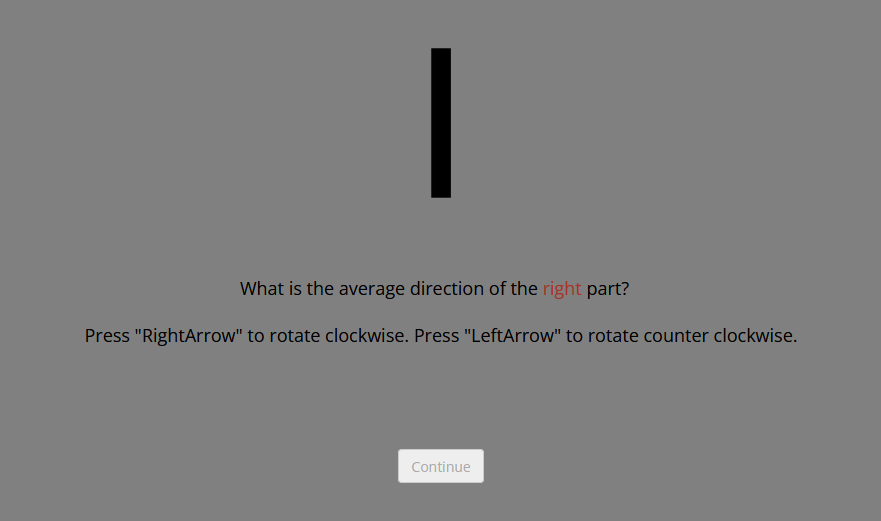 What is the average direction of the right part?
Press "RightArrow" to rotate clockwise. Press "LeftArrow" to rotate counter clockwise.
Continue